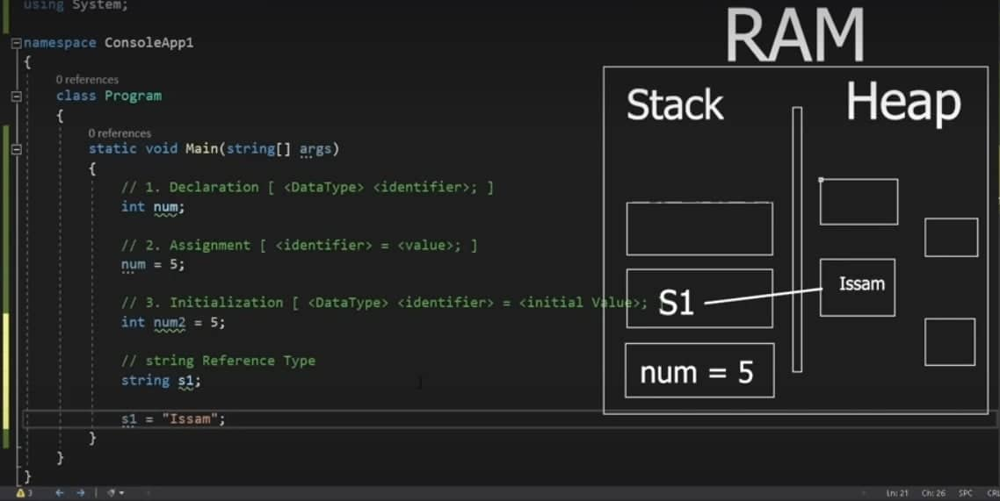 using System;
namespace ConsoleApp1
{
0 references
class Program
{
0 references
static void Main(string[] args)
{
// 1. Declaration [ <DataType> <identifier>; ]
int num;
// 2. Assignment [ <identifier> = <value>; ]
num = 5;
// 3. Initialization [ <DataType> <identifier> = <initial Value>; ]
int num2 = 5;
// string Reference Type
string s1;
s1 = "Issam";
}
}
}
RAM
Stack
Heap
S1
Issam
num = 5
3
Ln: 21
Ch: 26
SPC